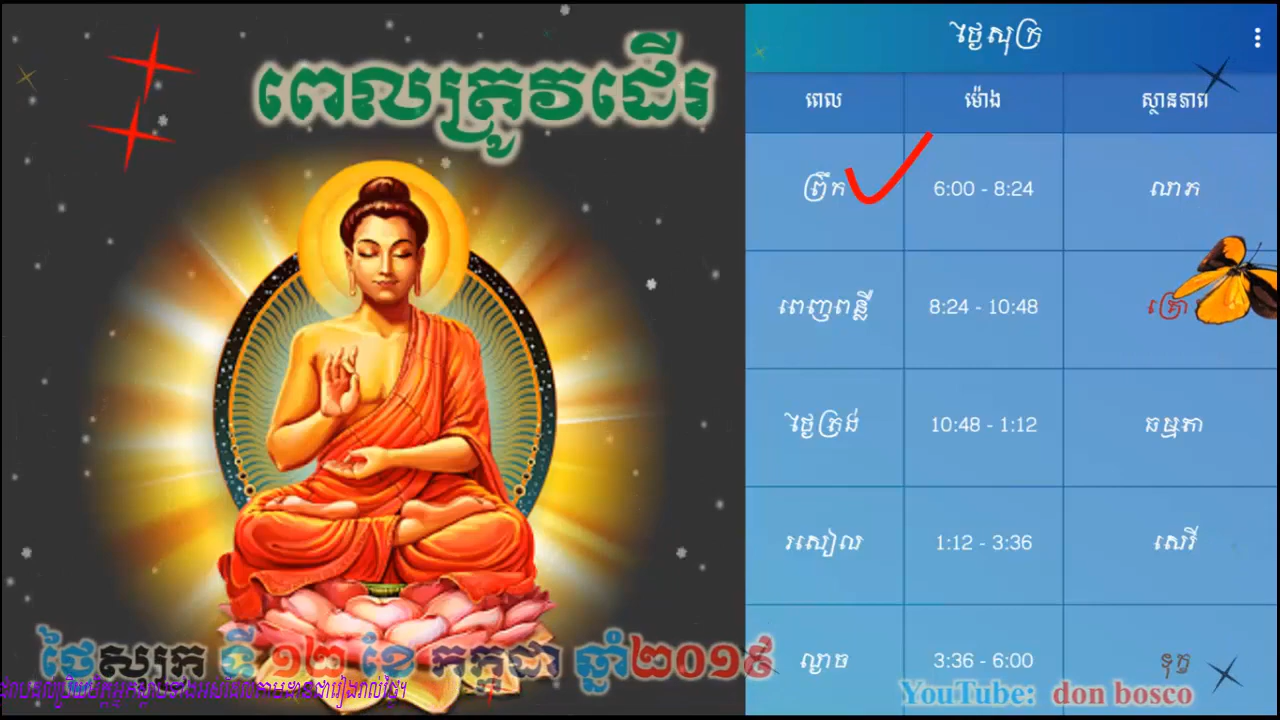 ពេលត្រូវដើរ
ថ្ងៃសុក្រ
ពេល ម៉ោង ស្ថានភាព
ព្រឹក 6:00 - 8:24 លាភ
ពេញពន្លឺ 8:24 - 10:48 គ្រោ
ថ្ងៃត្រង់ 10:48 - 1:12 ធម្មតា
រសៀល 1:12 - 3:36 សេរី
ល្ងាច 3:36 - 6:00 ទុក្ខ
ថ្ងៃសុក្រ ទី ១២ ខែ កក្កដា ឆ្នាំ២០១៩
YouTube: don bosco